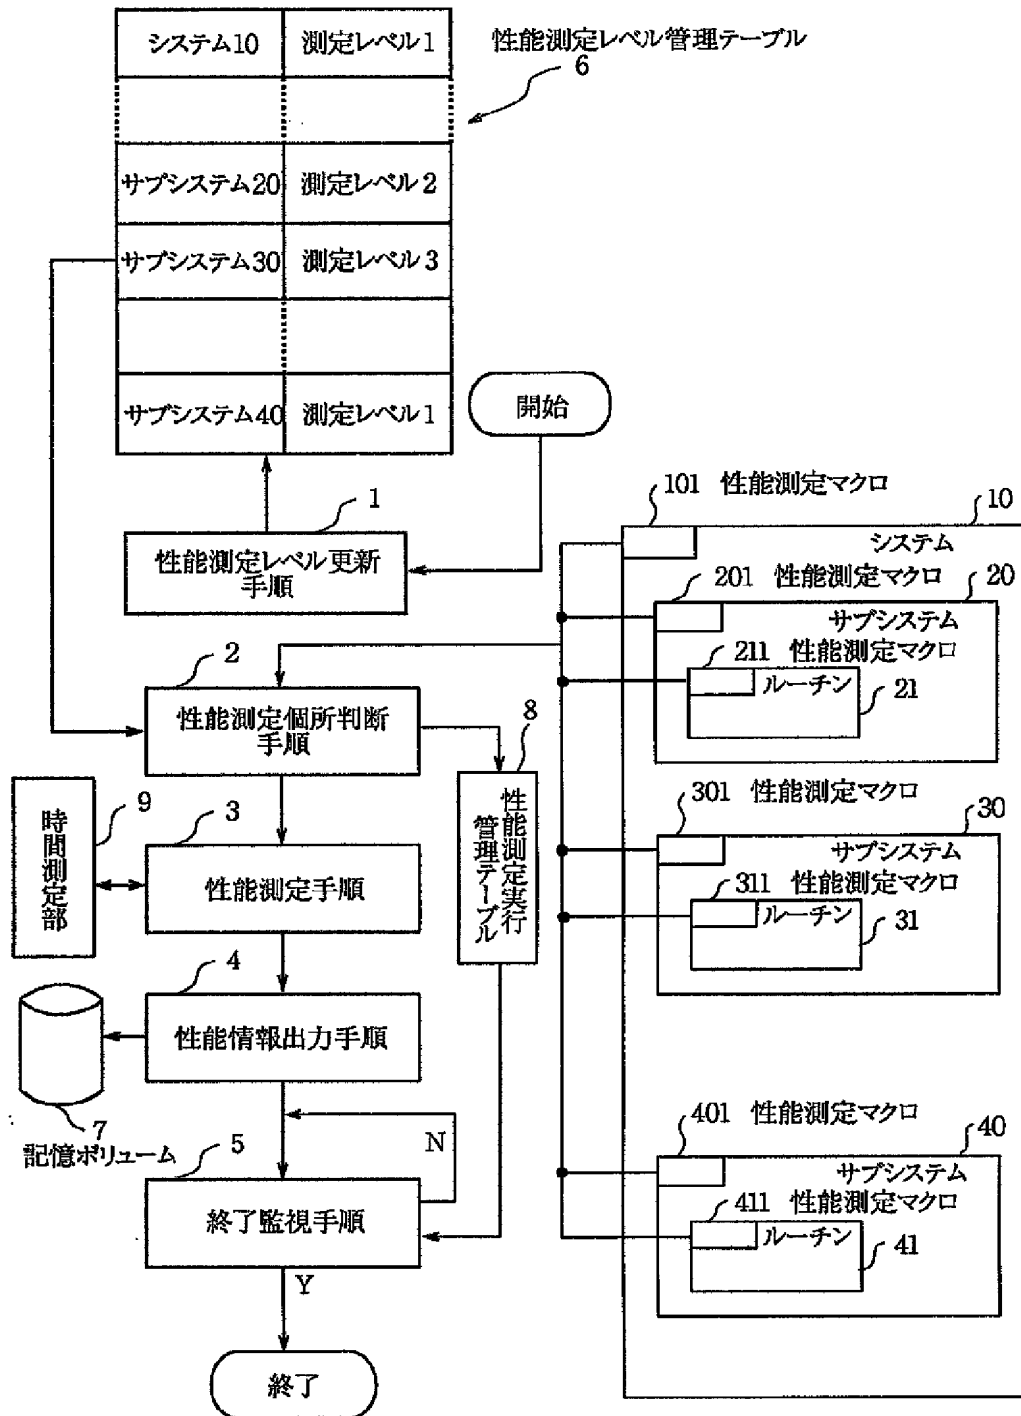 システム10 測定レベル1
性能測定レベル管理テーブル
6
サブシステム20 測定レベル2
サブシステム30 測定レベル3
サブシステム40 測定レベル1
開始
1
性能測定レベル更新
手順
2
性能測定個所判断
手順
8
性能測定実行
管理テーブル
9
時間測定部
3
性能測定手順
4
性能情報出力手順
7
記憶ボリューム
N
5
終了監視手順
Y
終了
101 性能測定マクロ
10
システム
201 性能測定マクロ
20
サブシステム
211 性能測定マクロ
ルーチン
21
301 性能測定マクロ
30
サブシステム
311 性能測定マクロ
ルーチン
31
401 性能測定マクロ
40
サブシステム
411 性能測定マクロ
ルーチン
41